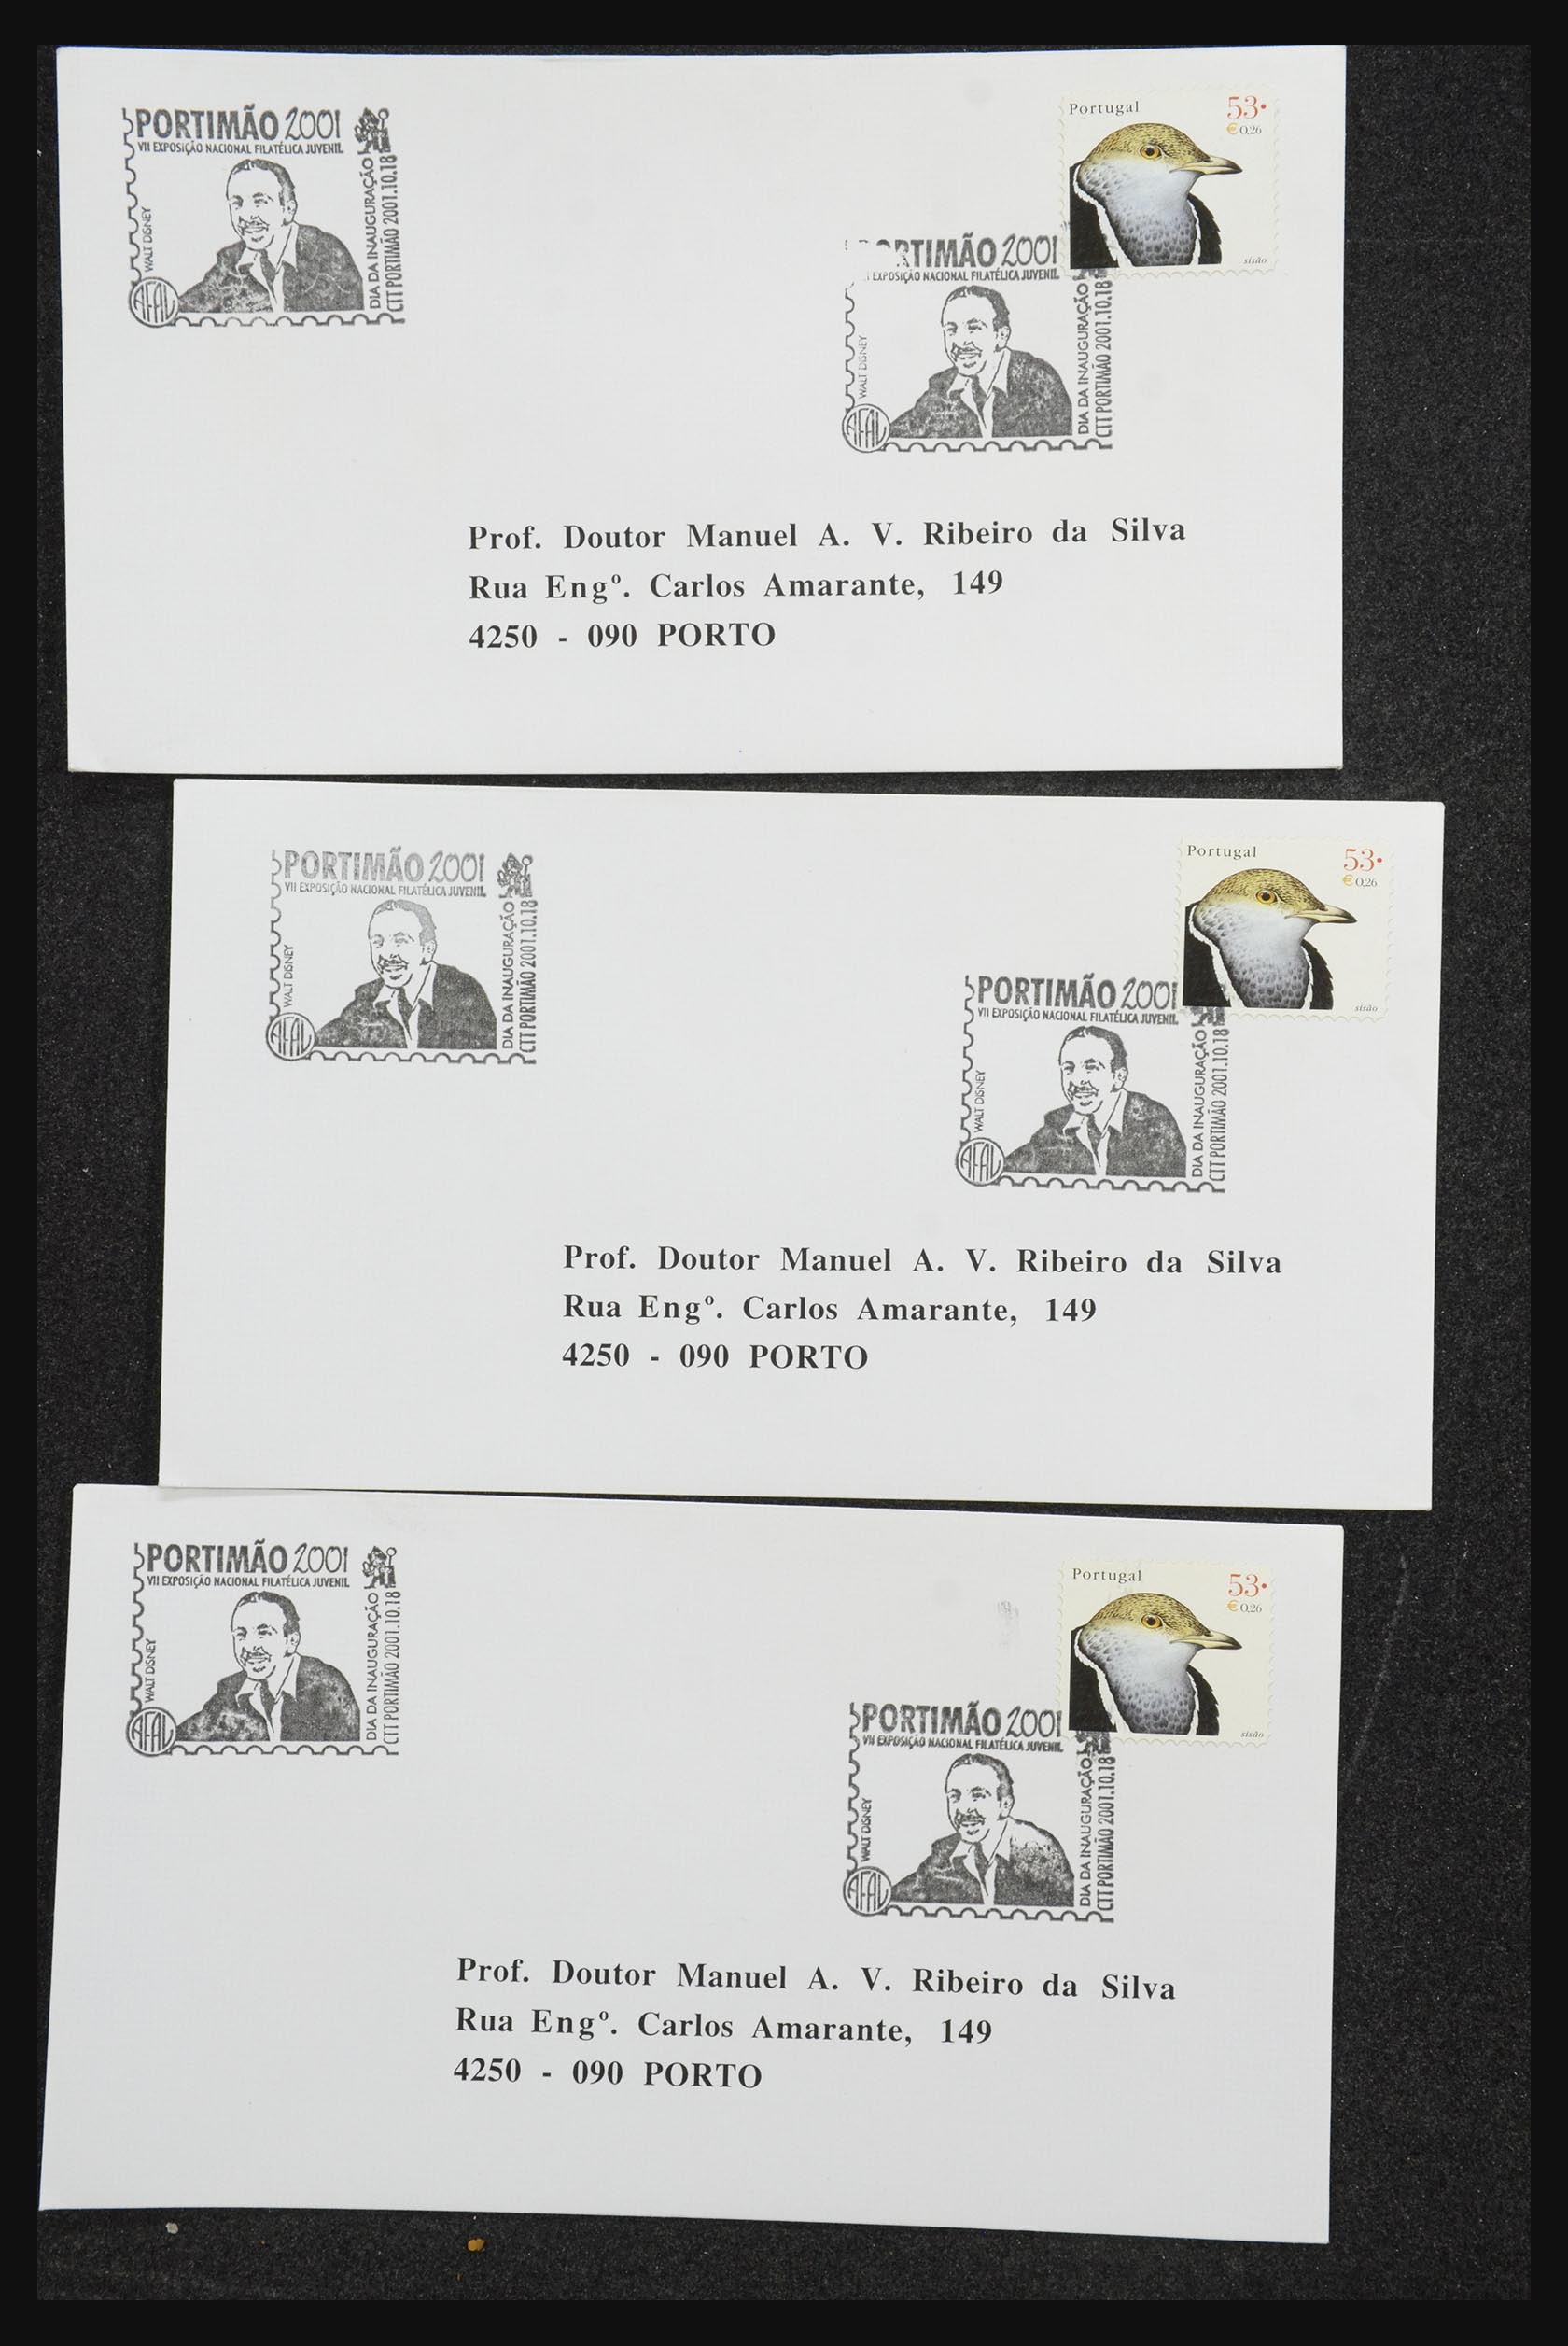 PORTIMÃO 2001
VII EXPOSIÇÃO NACIONAL FILATÉLICA JUVENIL
WALT DISNEY
AFAL
DIA DA INAUGURAÇÃO
CTT PORTIMÃO 2001.10.18
Portugal
53
€ 0,26
sisão
RTIMÃO 2001
EXPOSIÇÃO NACIONAL FILATÉLICA JUVENIL
WALT DISNEY
AFAL
DIA DA INAUGURAÇÃO
CTT PORTIMÃO 2001.10.18
Prof. Doutor Manuel A. V. Ribeiro da Silva
Rua Engº. Carlos Amarante, 149
4250 - 090 PORTO
PORTIMÃO 2001
VII EXPOSIÇÃO NACIONAL FILATÉLICA JUVENIL
WALT DISNEY
AFAL
DIA DA INAUGURAÇÃO
CTT PORTIMÃO 2001.10.18
Portugal
53
€ 0,26
sisão
PORTIMÃO 2001
VII EXPOSIÇÃO NACIONAL FILATÉLICA JUVENIL
WALT DISNEY
AFAL
DIA DA INAUGURAÇÃO
CTT PORTIMÃO 2001.10.18
Prof. Doutor Manuel A. V. Ribeiro da Silva
Rua Engº. Carlos Amarante, 149
4250 - 090 PORTO
PORTIMÃO 2001
VII EXPOSIÇÃO NACIONAL FILATÉLICA JUVENIL
WALT DISNEY
AFAL
DIA DA INAUGURAÇÃO
CTT PORTIMÃO 2001.10.18
Portugal
53
€ 0,26
sisão
PORTIMÃO 2001
VII EXPOSIÇÃO NACIONAL FILATÉLICA JUVENIL
WALT DISNEY
AFAL
DIA DA INAUGURAÇÃO
CTT PORTIMÃO 2001.10.18
Prof. Doutor Manuel A. V. Ribeiro da Silva
Rua Engº. Carlos Amarante, 149
4250 - 090 PORTO